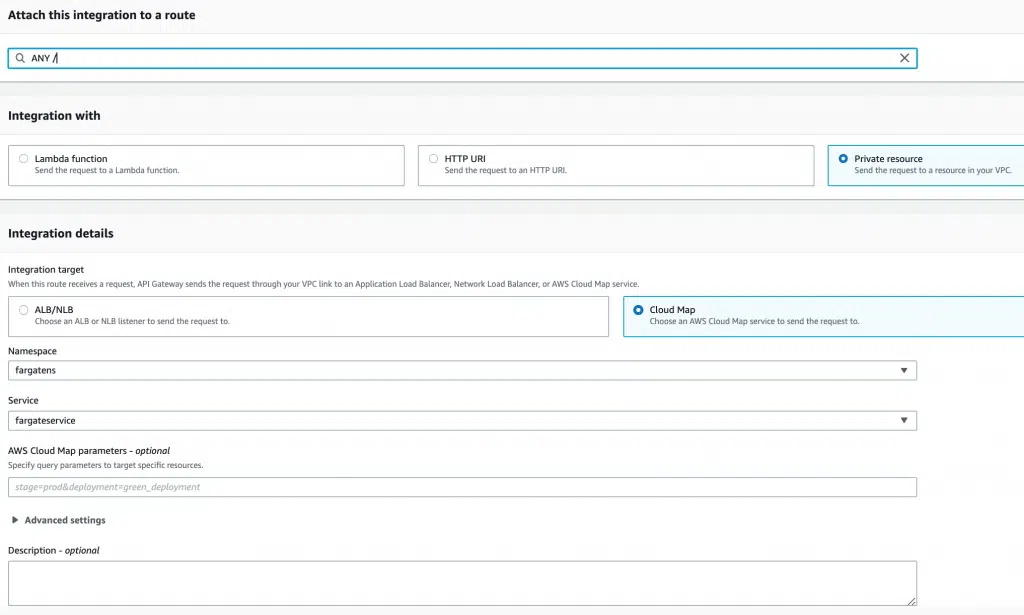 Attach this integration to a route
ANY /
Integration with
Lambda function
Send the request to a Lambda function.
HTTP URI
Send the request to an HTTP URI.
Private resource
Send the request to a resource in your VPC.
Integration details
Integration target
When this route receives a request, API Gateway sends the request through your VPC link to an Application Load Balancer, Network Load Balancer, or AWS Cloud Map service.
ALB/NLB
Choose an ALB or NLB listener to send the request to.
Cloud Map
Choose an AWS Cloud Map service to send the request to.
Namespace
fargatens
Service
fargateservice
AWS Cloud Map parameters - optional
Specify query parameters to target specific resources.
stage=prod&deployment=green_deployment
Advanced settings
Description - optional